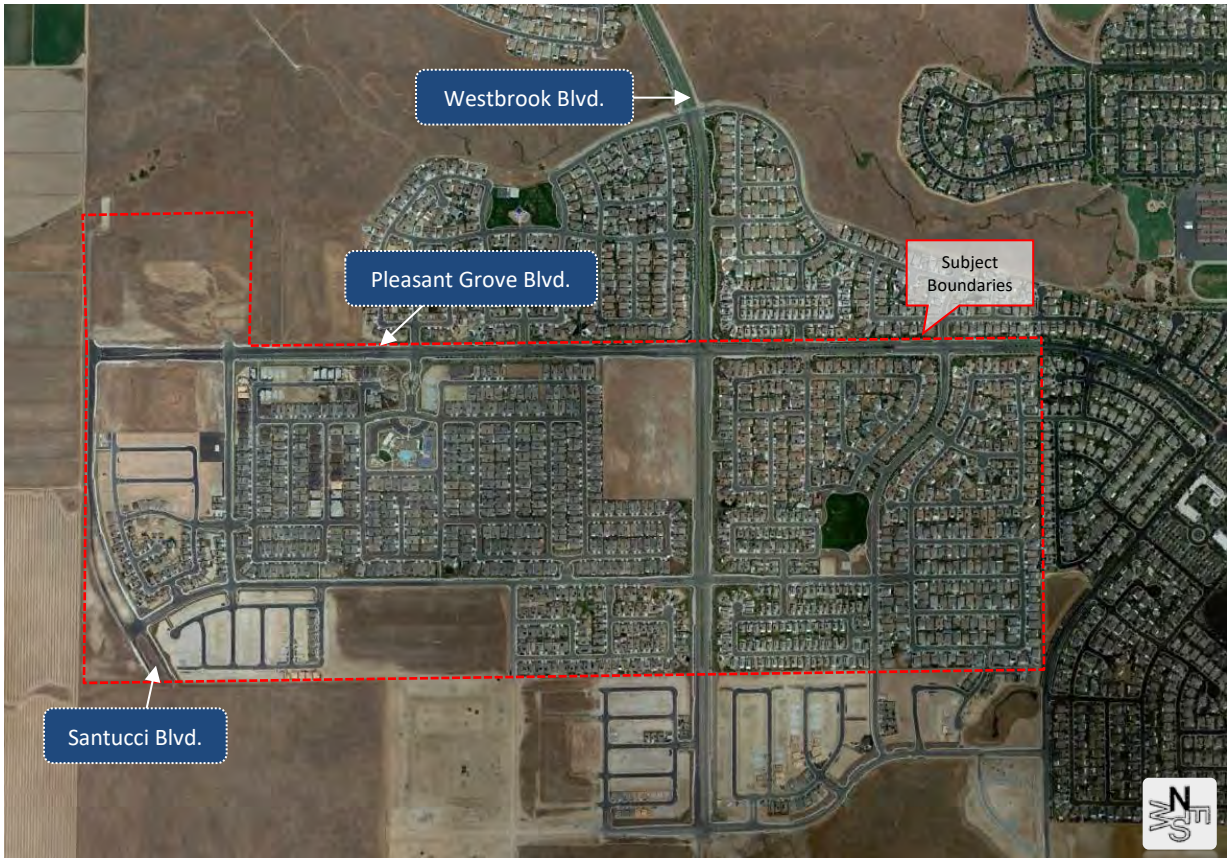 Westbrook Blvd.
Subject
Boundaries
Pleasant Grove Blvd.
Santucci Blvd.
N
W E
S